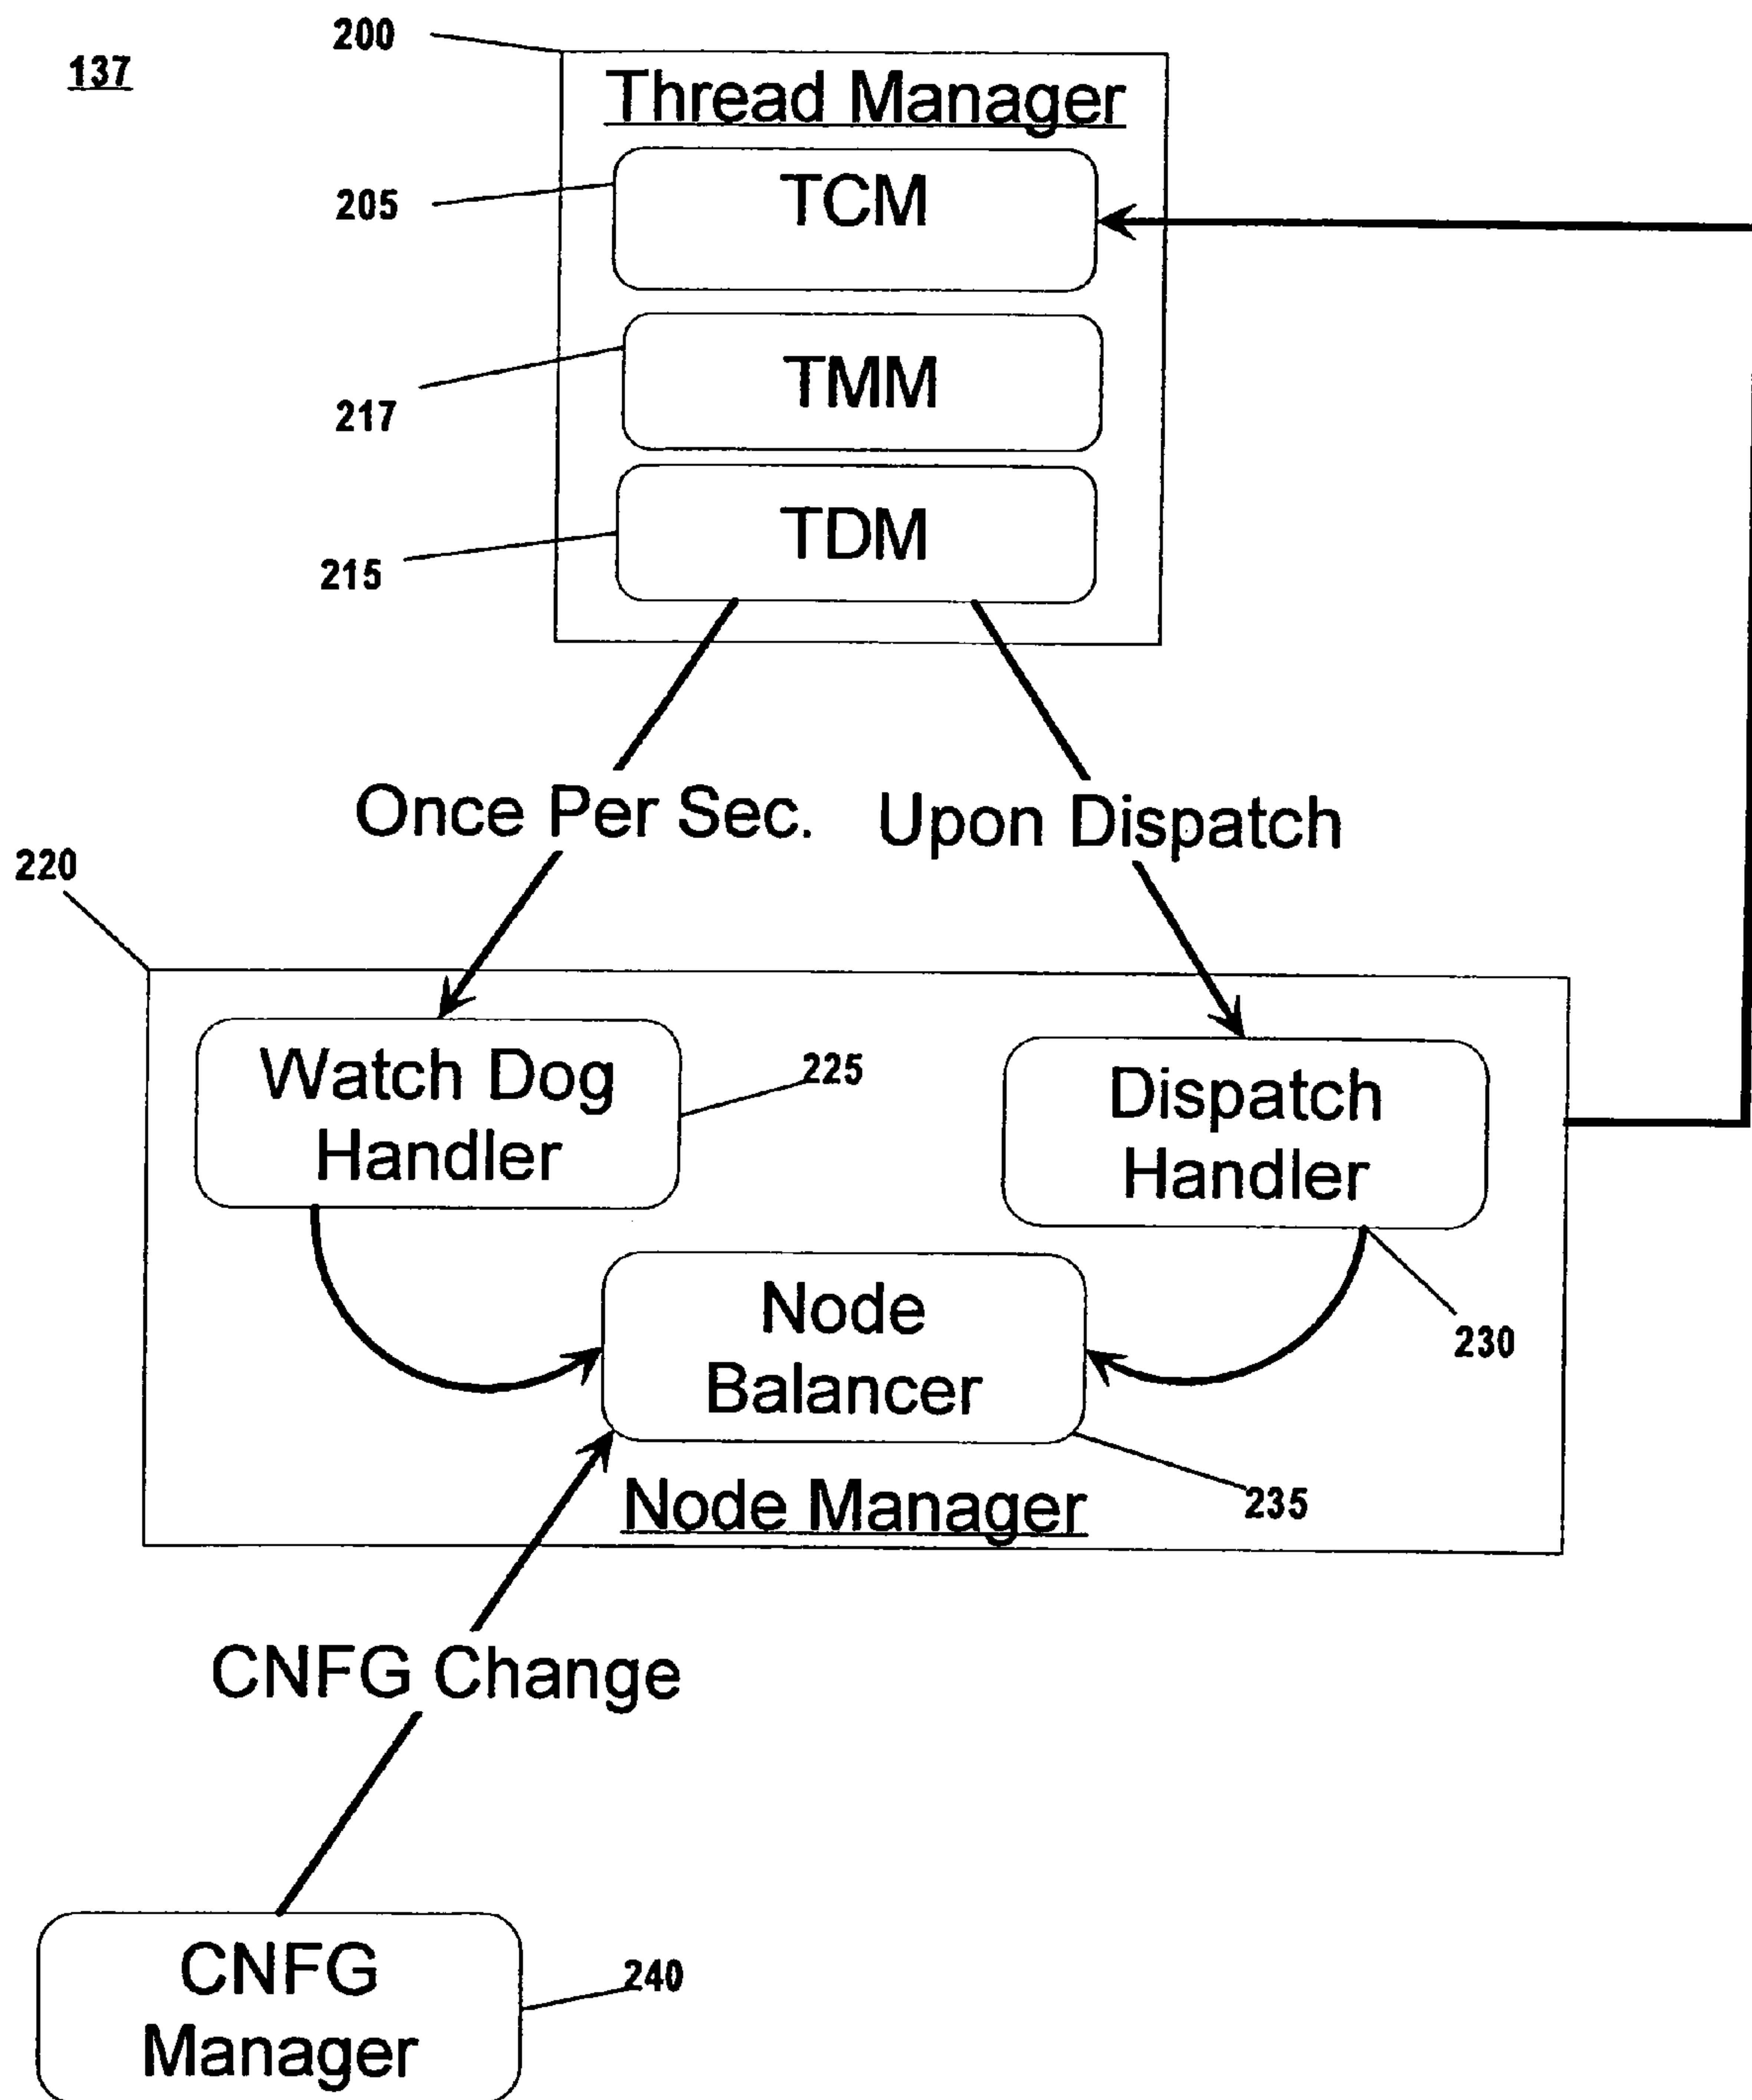 200
137
Thread Manager
TCM
205
TMM
217
TDM
215
Once Per Sec.
Upon Dispatch
220
Watch Dog
Handler
225
Dispatch
Handler
230
Node
Balancer
235
Node Manager
CNFG Change
CNFG
Manager
240